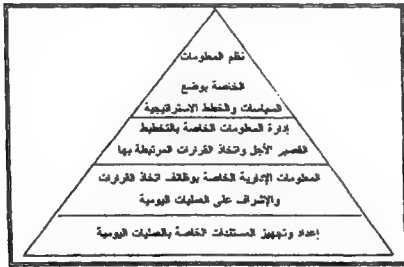 نظم المعلومات
الخاصة بوضع
السياسات والخطط الاستراتيجية
إدارة المعلومات الخاصة بالتخطيط
القصير الأجل واتخاذ القرارات المرتبطة بها
المعلومات الإدارية الخاصة بوظائف اتخاذ القرارات
والإشراف على العمليات اليومية
إعداد وتجهيز المستندات الخاصة بالعمليات اليومية